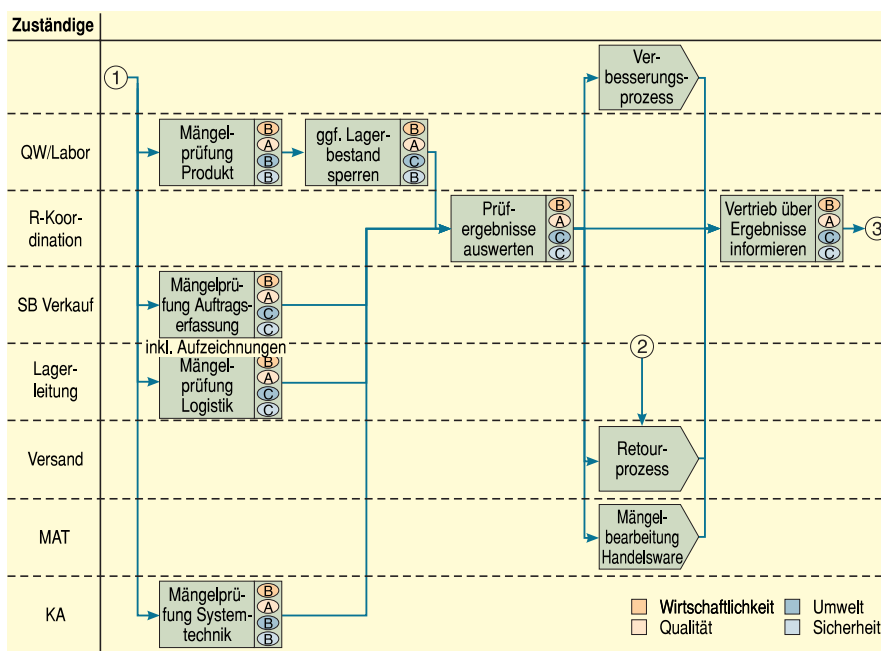 Zuständige
Ver-
besserungs-
prozess
1
QW/Labor
Mängel-
prüfung
Produkt
B
A
B
B
ggf. Lager-
bestand
sperren
B
A
C
B
R-Koor-
dination
Prüf-
ergebnisse
auswerten
B
A
C
C
Vertrieb über
Ergebnisse
informieren
B
A
C
C
3
SB Verkauf
Mängelprü-
fung Auftrags-
erfassung
B
A
C
C
inkl. Aufzeichnungen
Lager-
leitung
Mängel-
prüfung
Logistik
B
A
C
C
2
Versand
Retour-
prozess
MAT
Mängel-
bearbeitung
Handelsware
KA
Mängelprü-
fung System-
technik
B
A
B
B
Wirtschaftlichkeit
Umwelt
Qualität
Sicherheit